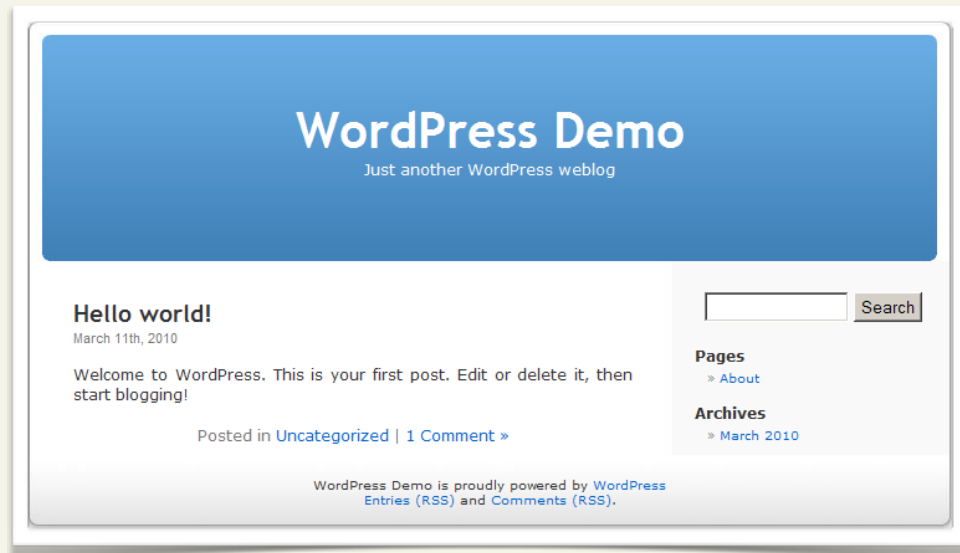 WordPress Demo
Just another WordPress weblog
Hello world!
March 11th, 2010
Welcome to WordPress. This is your first post. Edit or delete it, then
start blogging!
Posted in Uncategorized | 1 Comment »
Search
Pages
» About
Archives
» March 2010
WordPress Demo is proudly powered by WordPress
Entries (RSS) and Comments (RSS).